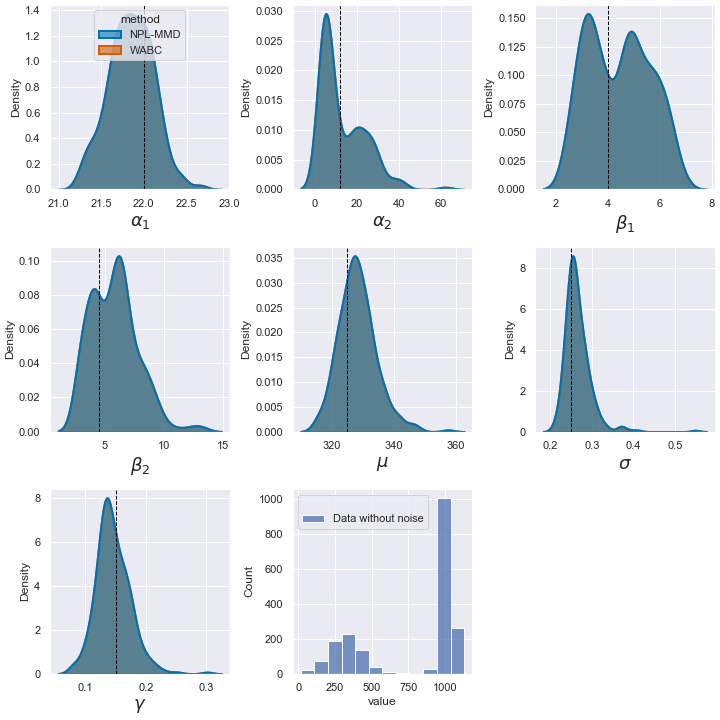 method
NPL-MMD
WABC
Density
1.4
1.2
1.0
0.8
0.6
0.4
0.2
0.0
21.0 21.5 22.0 22.5 23.0
α₁
Density
0.030
0.025
0.020
0.015
0.010
0.005
0.000
0 20 40 60
α₂
Density
0.150
0.125
0.100
0.075
0.050
0.025
0.000
2 4 6 8
β₁
Density
0.10
0.08
0.06
0.04
0.02
0.00
5 10 15
β₂
Density
0.035
0.030
0.025
0.020
0.015
0.010
0.005
0.000
320 340 360
μ
Density
8
6
4
2
0
0.2 0.3 0.4 0.5
σ
Density
8
6
4
2
0
0.1 0.2 0.3
γ
Data without noise
Count
1000
800
600
400
200
0
0 250 500 750 1000
value